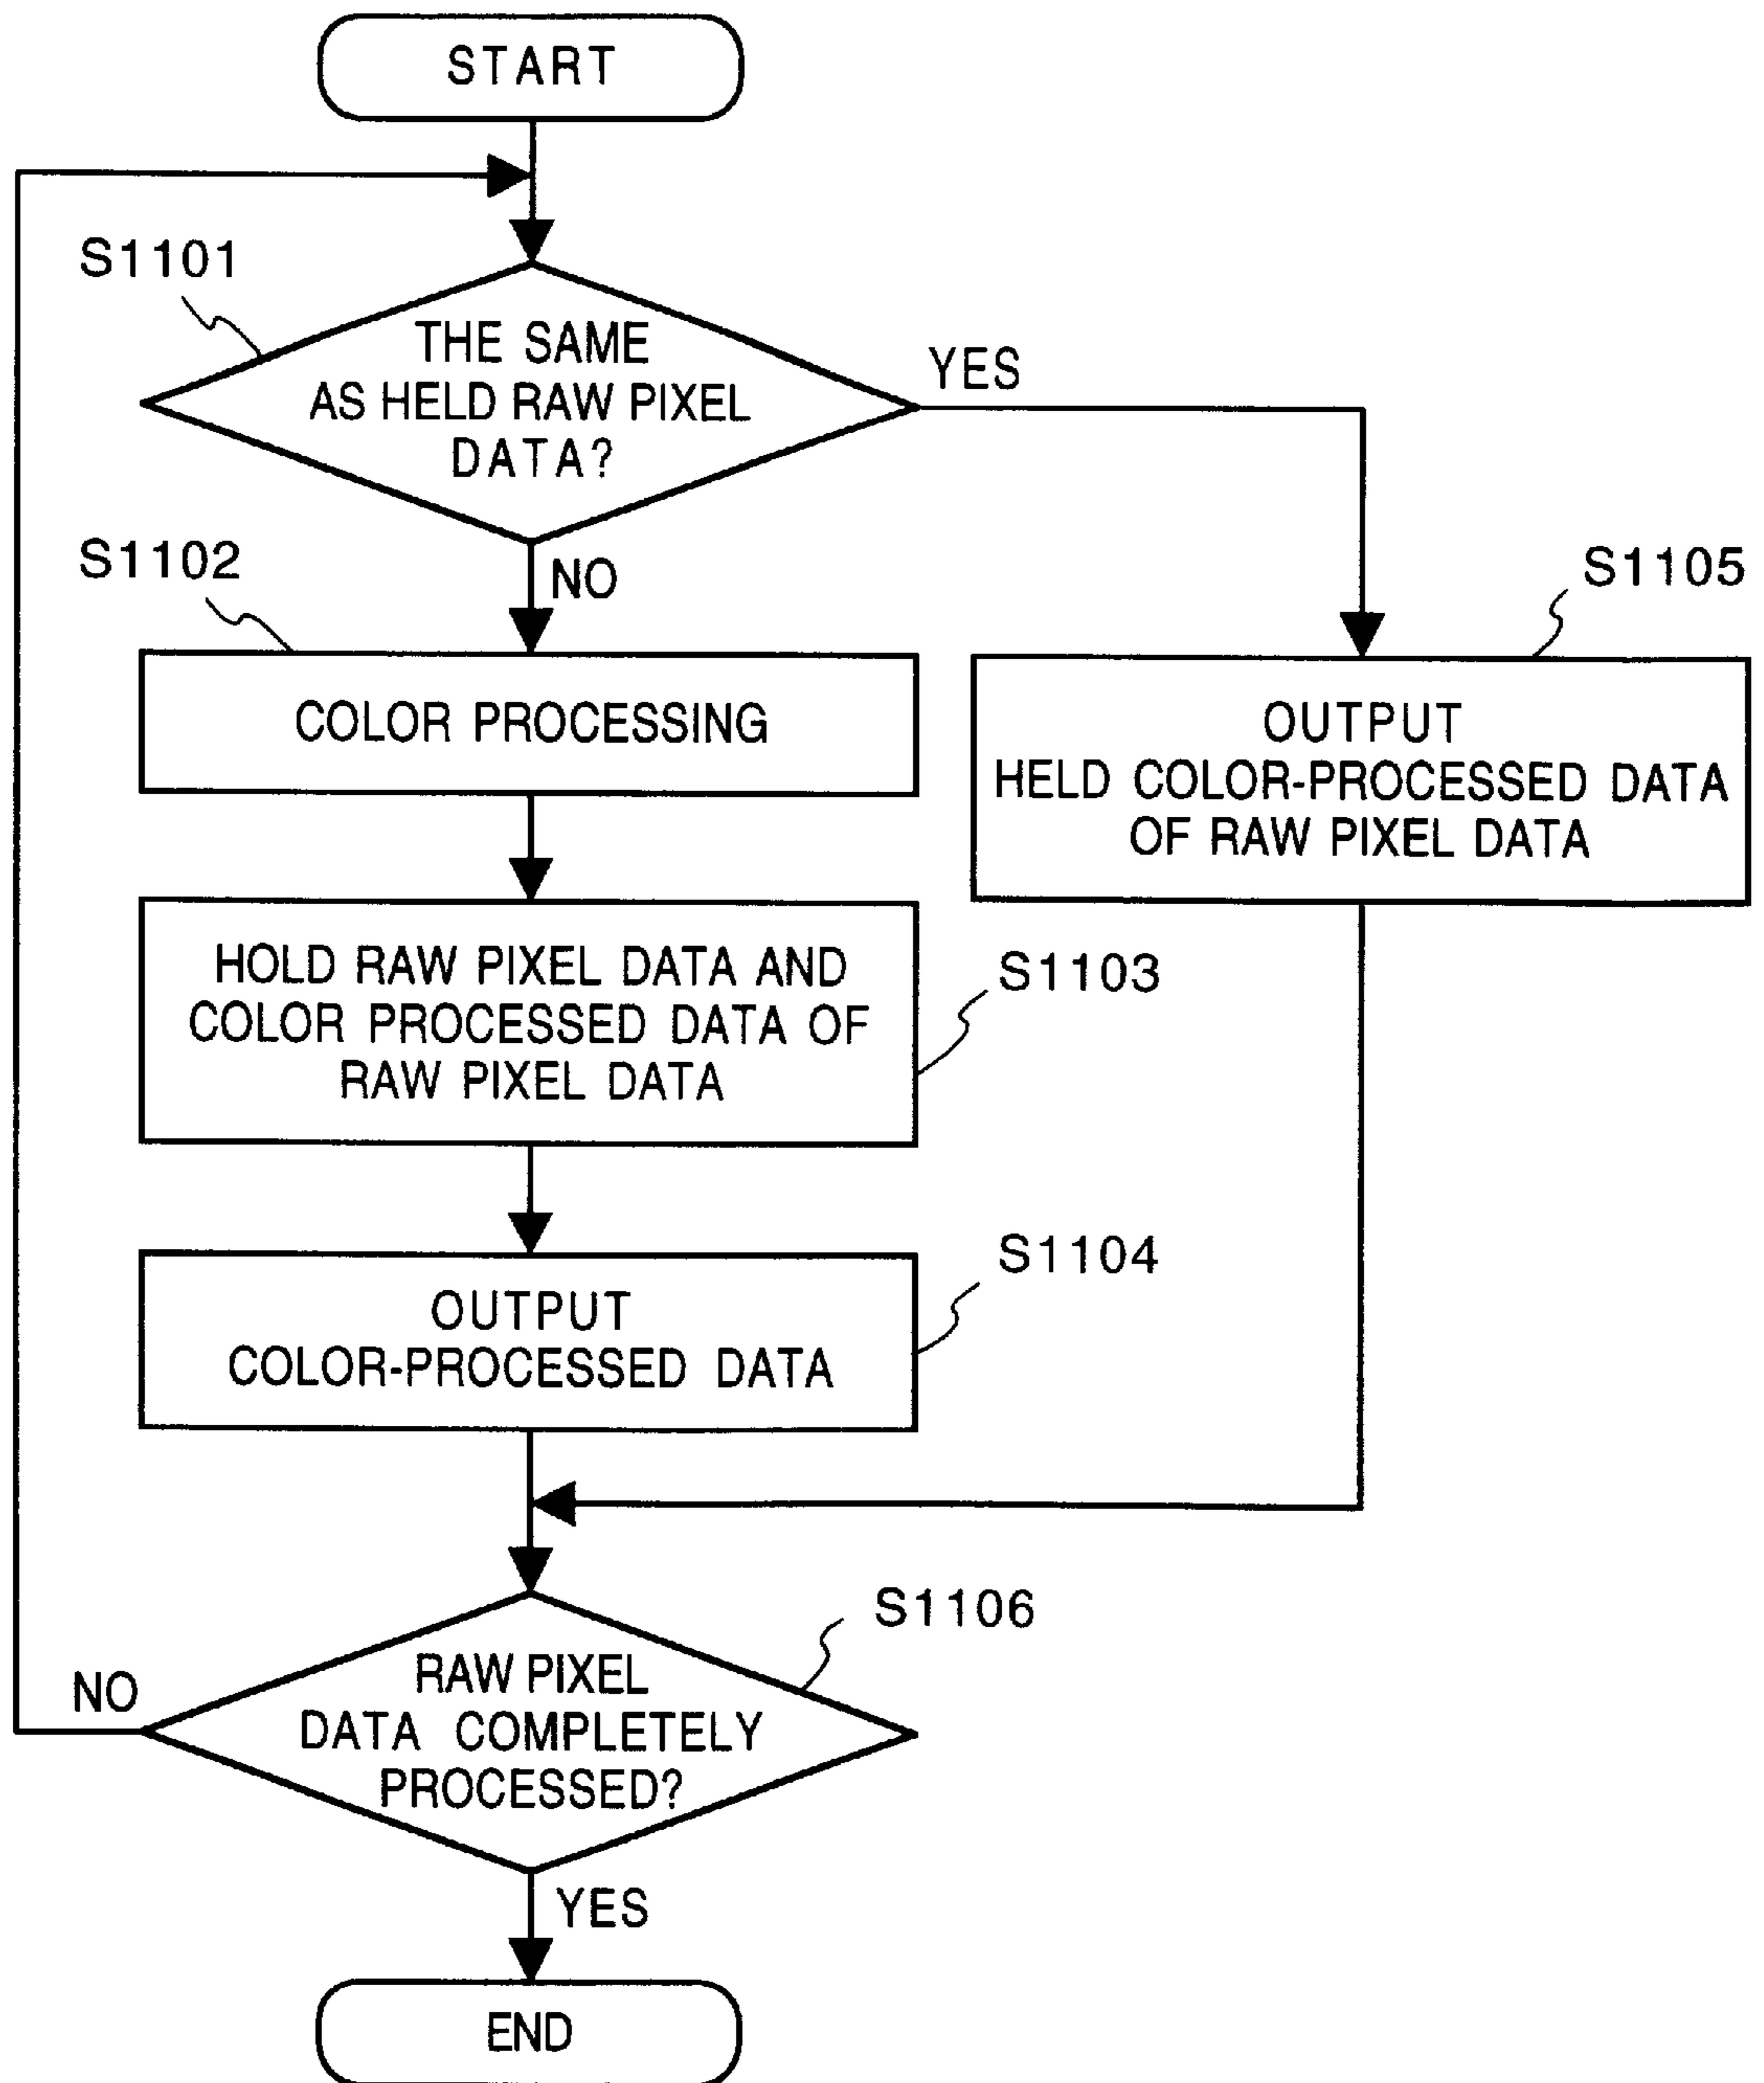 START
S1101
THE SAME
AS HELD RAW PIXEL
DATA?
YES
NO
S1102
COLOR PROCESSING
S1105
OUTPUT
HELD COLOR-PROCESSED DATA
OF RAW PIXEL DATA
HOLD RAW PIXEL DATA AND
COLOR PROCESSED DATA OF
RAW PIXEL DATA
S1103
S1104
OUTPUT
COLOR-PROCESSED DATA
S1106
RAW PIXEL
DATA COMPLETELY
PROCESSED?
NO
YES
END